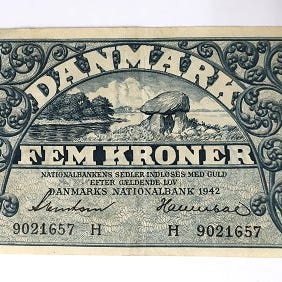 DANMARK
FEM KRONER
NATIONALBANKENS SEDLER INDLØSES MED GULD
EFTER GÆLDENDE LOV
DANMARKS NATIONALBANK 1942
9021657 H H 9021657